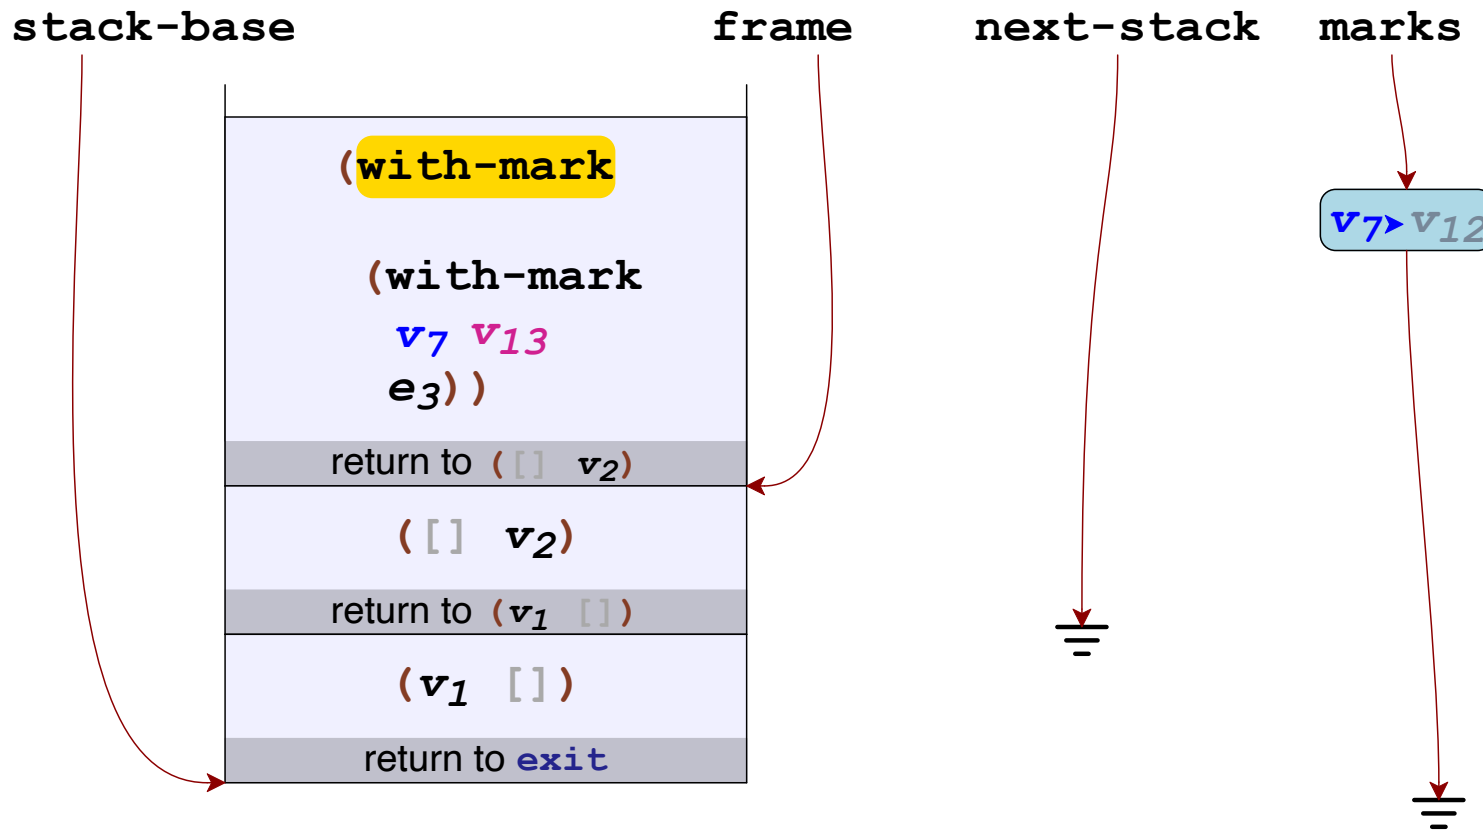 stack-base frame next-stack marks
(with-mark
v7➤v12
(with-mark
v7 v13
e3))
return to ([] v2)
([] v2)
return to (v1 [])
(v1 [])
return to exit